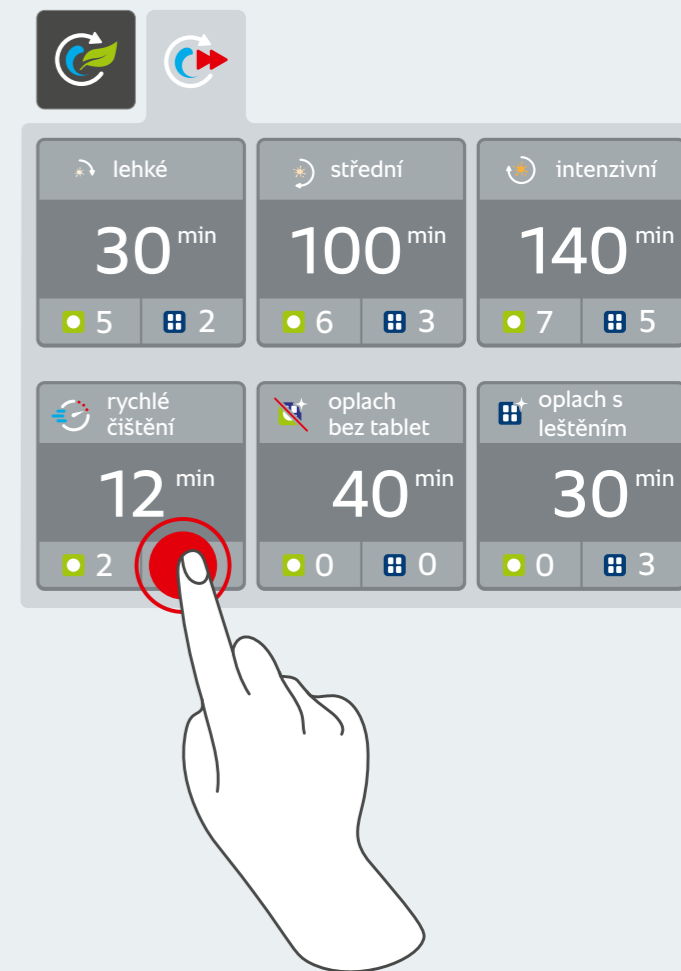 lehké
30 min
5 2
střední
100 min
6 3
intenzivní
140 min
7 5
rychlé
čištění
12 min
2
oplach
bez tablet
40 min
0 0
oplach s
leštěním
30 min
0 3